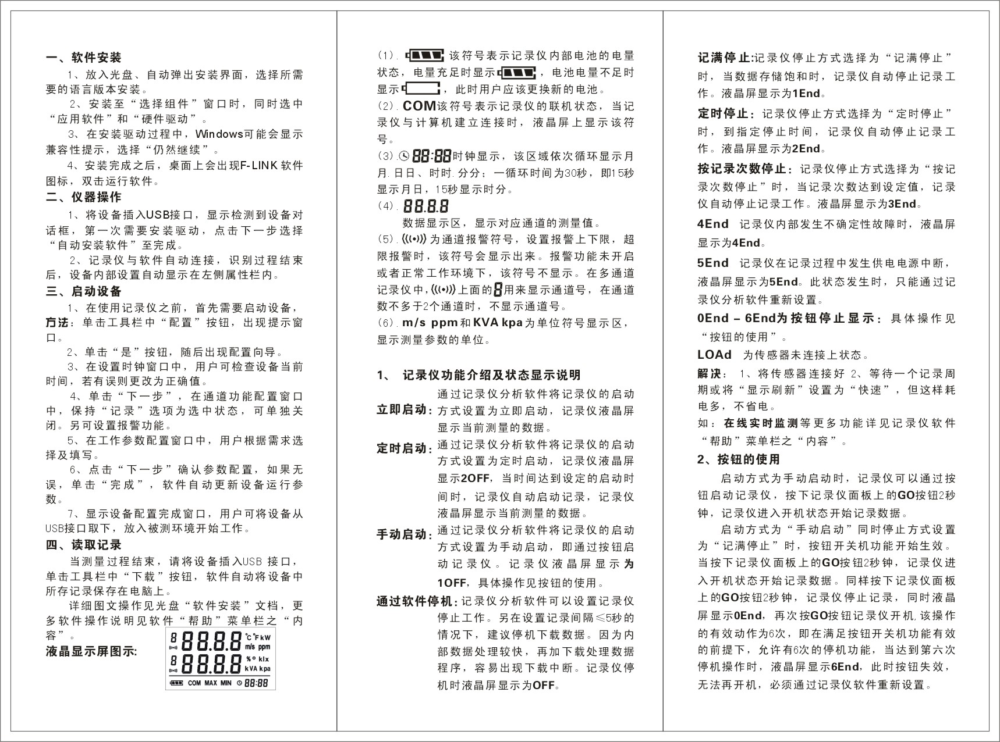 一、软件安装
1、放入光盘、自动弹出安装界面，选择所需
要的语言版本安装。
2、安装至“选择组件”窗口时，同时选中
“应用软件”和“硬件驱动”。
3、在安装驱动过程中，Windows可能会显示
兼容性提示，选择“仍然继续”。
4、安装完成之后，桌面上会出现F-LINK 软件
图标，双击运行软件。
二、仪器操作
1、将设备插入USB接口，显示检测到设备对
话框，第一次需要安装驱动，点击下一步选择
“自动安装软件”至完成。
2、记录仪与软件自动连接，识别过程结束
后，设备内部设置自动显示在左侧属性栏内。
三、启动设备
1、在使用记录仪之前，首先需要启动设备，
方法：单击工具栏中“配置”按钮，出现提示窗
口。
2、单击“是”按钮，随后出现配置向导。
3、在设置时钟窗口中，用户可检查设备当前
时间，若有误则更改为正确值。
4、单击“下一步”，在通道功能配置窗口
中，保持“记录”选项为选中状态，可单独关
闭。另可设置报警功能。
5、在工作参数配置窗口中，用户根据需求选
择及填写。
6、点击“下一步”确认参数配置，如果无
误，单击“完成”，软件自动更新设备运行参
数。
7、显示设备配置完成窗口，用户可将设备从
USB接口取下，放入被测环境开始工作。
四、读取记录
当测量过程结束，请将设备插入USB 接口，
单击工具栏中“下载”按钮，软件自动将设备中
所存记录保存在电脑上。
详细图文操作见光盘“软件安装”文档，更
多软件操作说明见软件“帮助”菜单栏之“内
容”。
液晶显示屏图示:
8 88.8.8 ℃℉kW
m/s ppm
8 88.8.8 %° klx
kVA kpa
COM MAX MIN 88:88
(1). 该符号表示记录仪内部电池的电量
状态，电量充足时显示，电池电量不足时
显示，此时用户应该更换新的电池。
(2). COM该符号表示记录仪的联机状态，当记
录仪与计算机建立连接时，液晶屏上显示该符
号。
(3). 88:88时钟显示，该区域依次循环显示月
月.日日、时时.分分；一循环时间为30秒，即15秒
显示月日，15秒显示时分。
(4). 88.8.8
数据显示区，显示对应通道的测量值。
(5). 为通道报警符号，设置报警上下限，超
限报警时，该符号会显示出来。报警功能未开启
或者正常工作环境下，该符号不显示。在多通道
记录仪中，上面的8用来显示通道号，在通道
数不多于2个通道时，不显示通道号。
(6). m/s ppm和KVA kpa为单位符号显示区，
显示测量参数的单位。
1、 记录仪功能介绍及状态显示说明
通过记录仪分析软件将记录仪的启动
立即启动：方式设置为立即启动，记录仪液晶屏
显示当前测量的数据。
定时启动：通过记录仪分析软件将记录仪的启动
方式设置为定时启动，记录仪液晶屏
显示2OFF，当时间达到设定的启动时
间时，记录仪自动启动记录，记录仪
液晶屏显示当前测量的数据。
手动启动：通过记录仪分析软件将记录仪的启动
方式设置为手动启动，即通过按钮启
动记录仪。记录仪液晶屏显示为
1OFF，具体操作见按钮的使用。
通过软件停机：记录仪分析软件可以设置记录仪
停止工作。另在设置记录间隔≤5秒的
情况下，建议停机下载数据。因为内
部数据处理较快，再加下载处理数据
程序，容易出现下载中断。记录仪停
机时液晶屏显示为OFF。
记满停止:记录仪停止方式选择为“记满停止”
时，当数据存储饱和时，记录仪自动停止记录工
作。液晶屏显示为1End。
定时停止：记录仪停止方式选择为“定时停止”
时，到指定停止时间，记录仪自动停止记录工
作。液晶屏显示为2End。
按记录次数停止：记录仪停止方式选择为“按记
录次数停止”时，当记录次数达到设定值，记录
仪自动停止记录工作。液晶屏显示为3End。
4End 记录仪内部发生不确定性故障时，液晶屏
显示为4End。
5End 记录仪在记录过程中发生供电电源中断，
液晶屏显示为5End。此状态发生时，只能通过记
录仪分析软件重新设置。
0End – 6End为按钮停止显示：具体操作见
“按钮的使用”。
LOAd 为传感器未连接上状态。
解决： 1、将传感器连接好 2、等待一个记录周
期或将“显示刷新”设置为“快速”，但这样耗
电多，不省电。
如：在线实时监测等更多功能详见记录仪软件
“帮助”菜单栏之“内容”。
2、按钮的使用
启动方式为手动启动时，记录仪可以通过按
钮启动记录仪，按下记录仪面板上的GO按钮2秒
钟，记录仪进入开机状态开始记录数据。
启动方式为“手动启动”同时停止方式设置
为“记满停止”时，按钮开关机功能开始生效。
当按下记录仪面板上的GO按钮2秒钟，记录仪进
入开机状态开始记录数据。同样按下记录仪面板
上的GO按钮2秒钟，记录仪停止记录，同时液晶
屏显示0End，再次按GO按钮记录仪开机,该操作
的有效动作为6次，即在满足按钮开关机功能有效
的前提下，允许有6次的停机功能，当达到第六次
停机操作时，液晶屏显示6End，此时按钮失效，
无法再开机，必须通过记录仪软件重新设置。